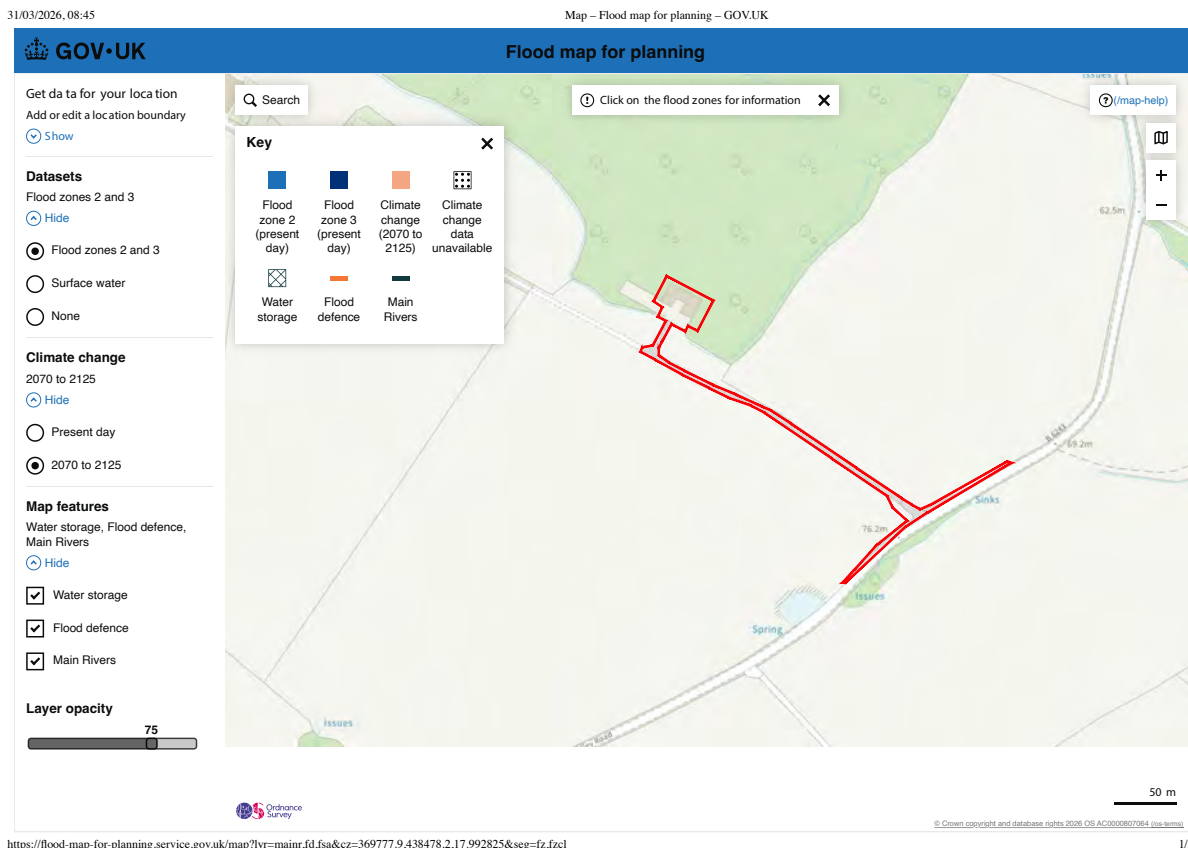 31/03/2026, 08:45
Map – Flood map for planning – GOV.UK
GOV•UK
Flood map for planning
Get da ta for your loca tion
Add or edit a location boundary
Show
Datasets
Flood zones 2 and 3
Hide
Flood zones 2 and 3
Surface water
None
Climate change
2070 to 2125
Hide
Present day
2070 to 2125
Map features
Water storage, Flood defence,
Main Rivers
Hide
Water storage
Flood defence
Main Rivers
Layer opacity
75
Search
Click on the flood zones for information
(/map-help)
Key
Flood
zone 2
(present
day)
Flood
zone 3
(present
day)
Climate
change
(2070 to
2125)
Climate
change
data
unavailable
Water
storage
Flood
defence
Main
Rivers
Issues
62.5m
B 6243
69.2m
Sinks
76.2m
Issues
Spring
Issues
Road
Ordnance
Survey
50 m
© Crown copyright and database rights 2026 OS AC0000807064 (/os-terms)
https://flood-map-for-planning.service.gov.uk/map?lyr=mainr,fd,fsa&cz=369777.9,438478.2,17.992825&seg=fz,fzcl
1/